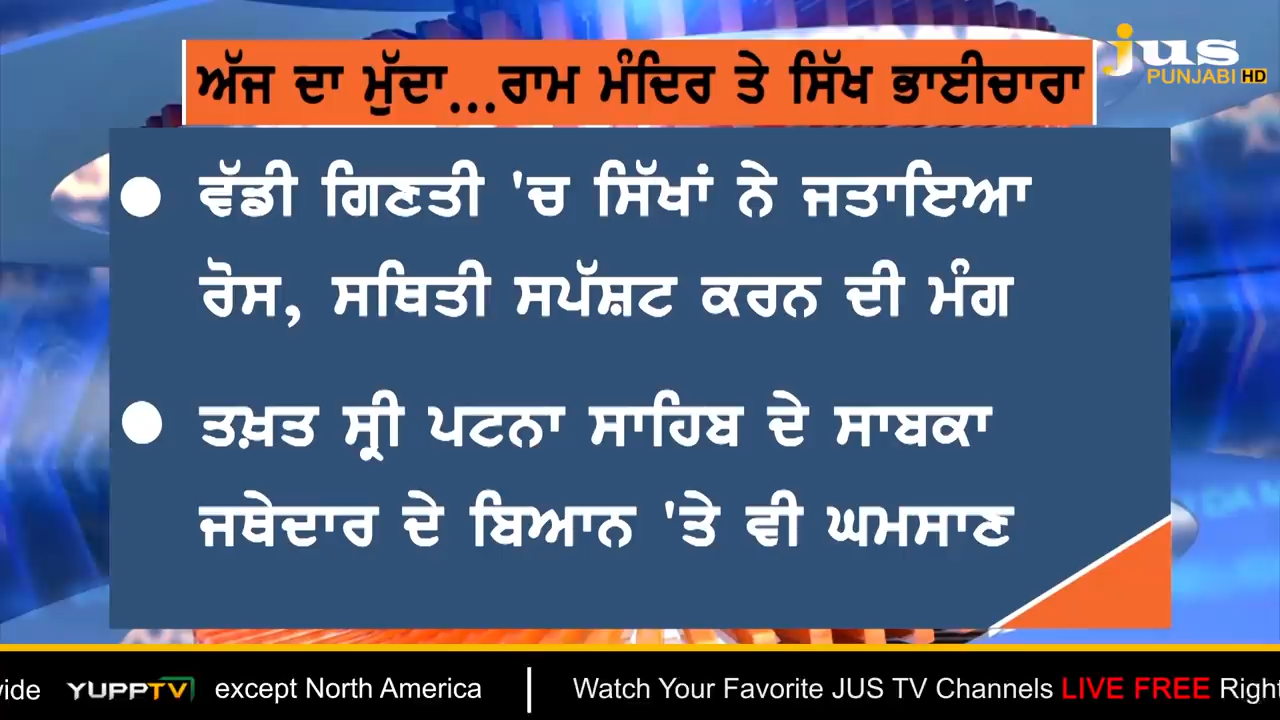 jus
PUNJABI HD
ਅੱਜ ਦਾ ਮੁੱਦਾ...ਰਾਮ ਮੰਦਿਰ ਤੇ ਸਿੱਖ ਭਾਈਚਾਰਾ
ਵੱਡੀ ਗਿਣਤੀ 'ਚ ਸਿੱਖਾਂ ਨੇ ਜਤਾਇਆ
ਰੋਸ, ਸਥਿਤੀ ਸਪੱਸ਼ਟ ਕਰਨ ਦੀ ਮੰਗ
ਤਖ਼ਤ ਸ੍ਰੀ ਪਟਨਾ ਸਾਹਿਬ ਦੇ ਸਾਬਕਾ
ਜਥੇਦਾਰ ਦੇ ਬਿਆਨ 'ਤੇ ਵੀ ਘਮਸਾਣ
YUPPTV except North America | Watch Your Favorite JUS TV Channels LIVE FREE Right